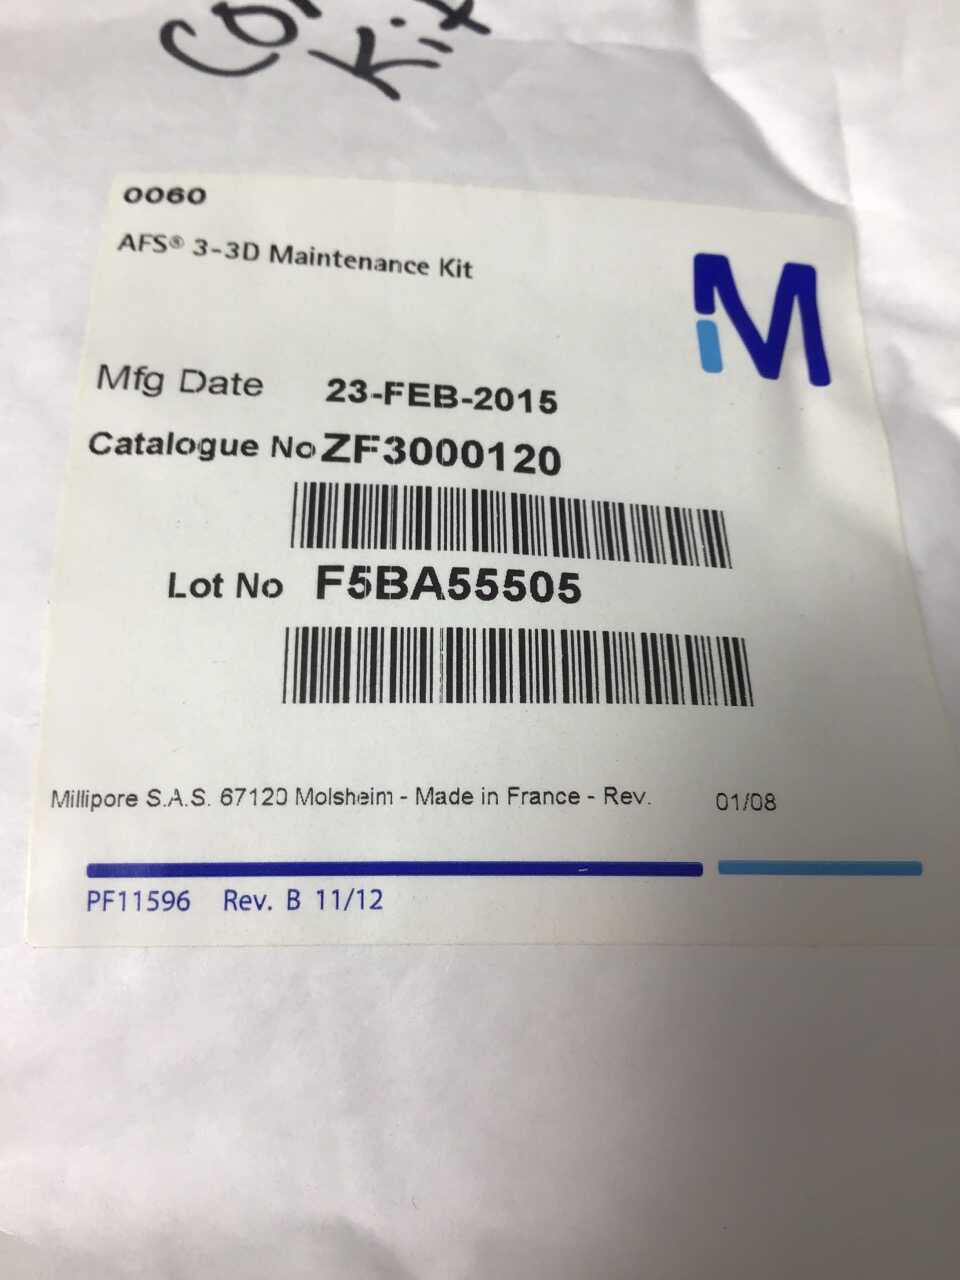 Kit
0060
AFS® 3-3D Maintenance Kit
M
Mfg Date 23-FEB-2015
Catalogue No ZF3000120
Lot No F5BA55505
Millipore S.A.S. 67120 Molsheim - Made in France - Rev. 01/08
PF11596 Rev. B 11/12